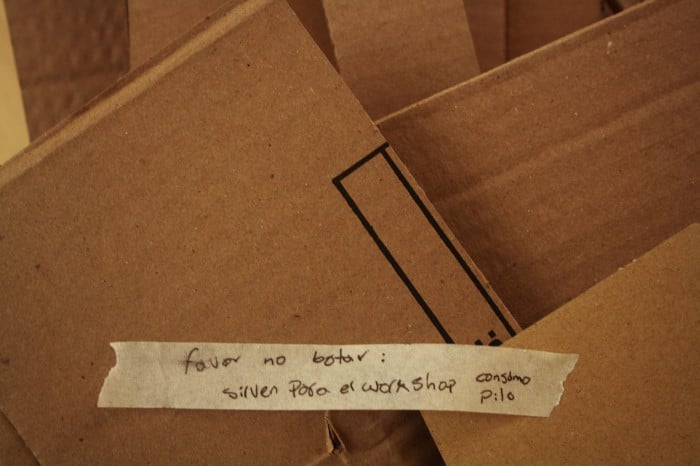 favor no botar:
sirven para el workshop consumo
pilo